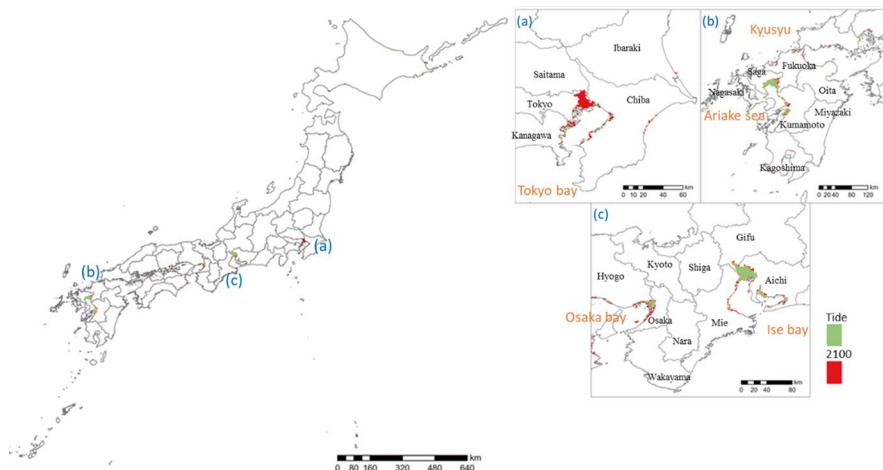 (a)
(b)
(c)
km
0 80 160 320 480 640
(a)
Ibaraki
Saitama
Tokyo
Chiba
Kanagawa
Tokyo bay
km
0 10 20 40 60
(b)
Kyusyu
Fukuoka
Saga
Nagasaki
Oita
Ariake sea
Miyazaki
Kumamoto
Kagoshima
km
0 20 40 80 120
(c)
Gifu
Kyoto
Hyogo
Shiga
Aichi
Osaka bay
Osaka
Mie
Ise bay
Nara
Wakayama
km
0 10 20 40 60 80
Tide
2100